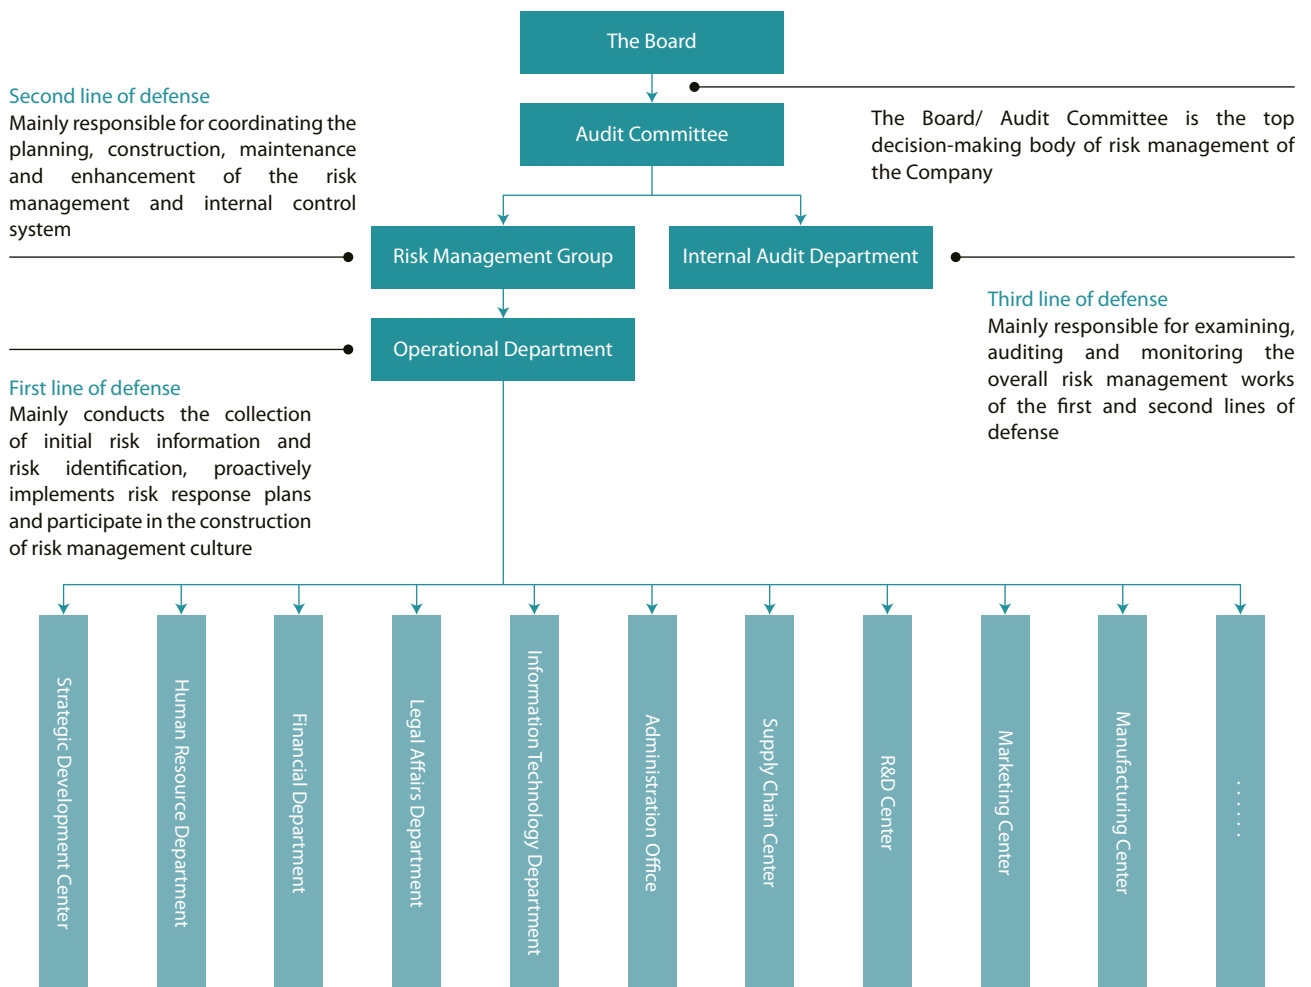 The Board
Second line of defense
Mainly responsible for coordinating the
planning, construction, maintenance
and enhancement of the risk
management and internal control
system
Audit Committee
The Board/ Audit Committee is the top
decision-making body of risk management of
the Company
Risk Management Group
Internal Audit Department
Third line of defense
Mainly responsible for examining,
auditing and monitoring the
overall risk management works
of the first and second lines of
defense
Operational Department
First line of defense
Mainly conducts the collection
of initial risk information and
risk identification, proactively
implements risk response plans
and participate in the construction
of risk management culture
Strategic Development Center
Human Resource Department
Financial Department
Legal Affairs Department
Information Technology Department
Administration Office
Supply Chain Center
R&D Center
Marketing Center
Manufacturing Center
......